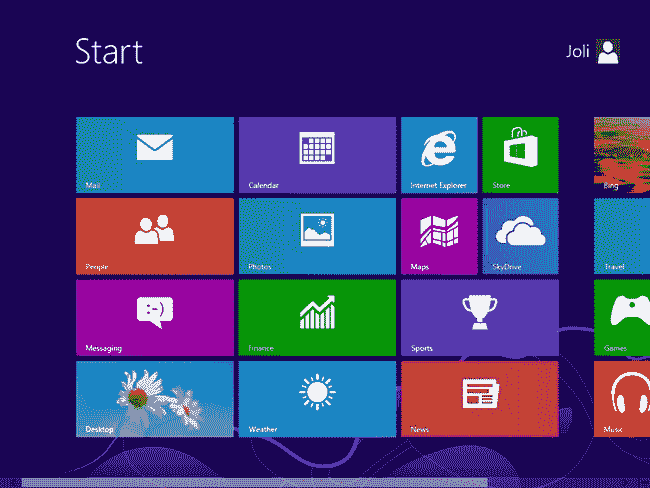 Start
Joli
Mail
Calendar
Internet Explorer
Store
Bing
People
Photos
Maps
SkyDrive
Travel
Messaging
:-)
Finance
Sports
Games
Desktop
Weather
News
Music